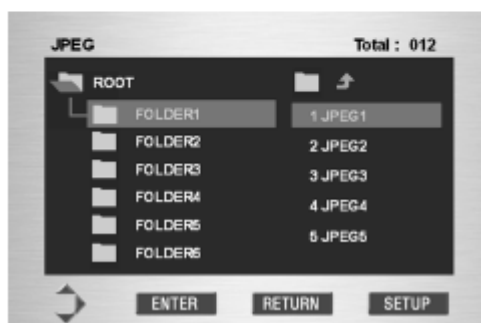 JPEG Total : 012
ROOT
FOLDER1 1 JPEG1
FOLDER2 2 JPEG2
FOLDER3 3 JPEG3
FOLDER4 4 JPEG4
FOLDER5 5 JPEG5
FOLDER6
ENTER RETURN SETUP